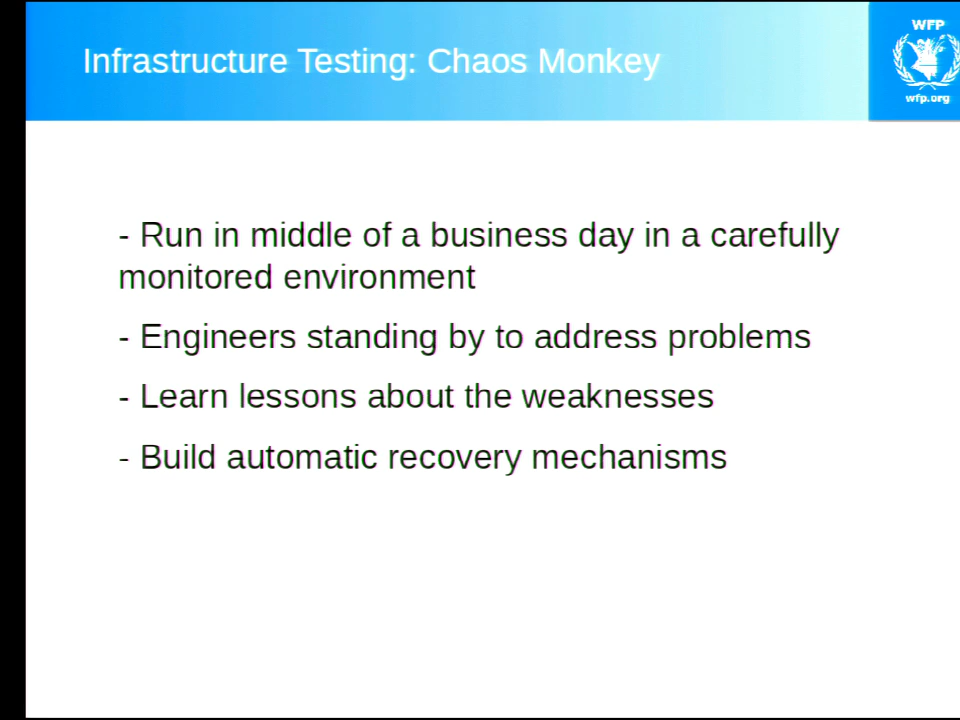 Infrastructure Testing: Chaos Monkey
WFP
wfp.org
- Run in middle of a business day in a carefully
monitored environment
- Engineers standing by to address problems
- Learn lessons about the weaknesses
- Build automatic recovery mechanisms